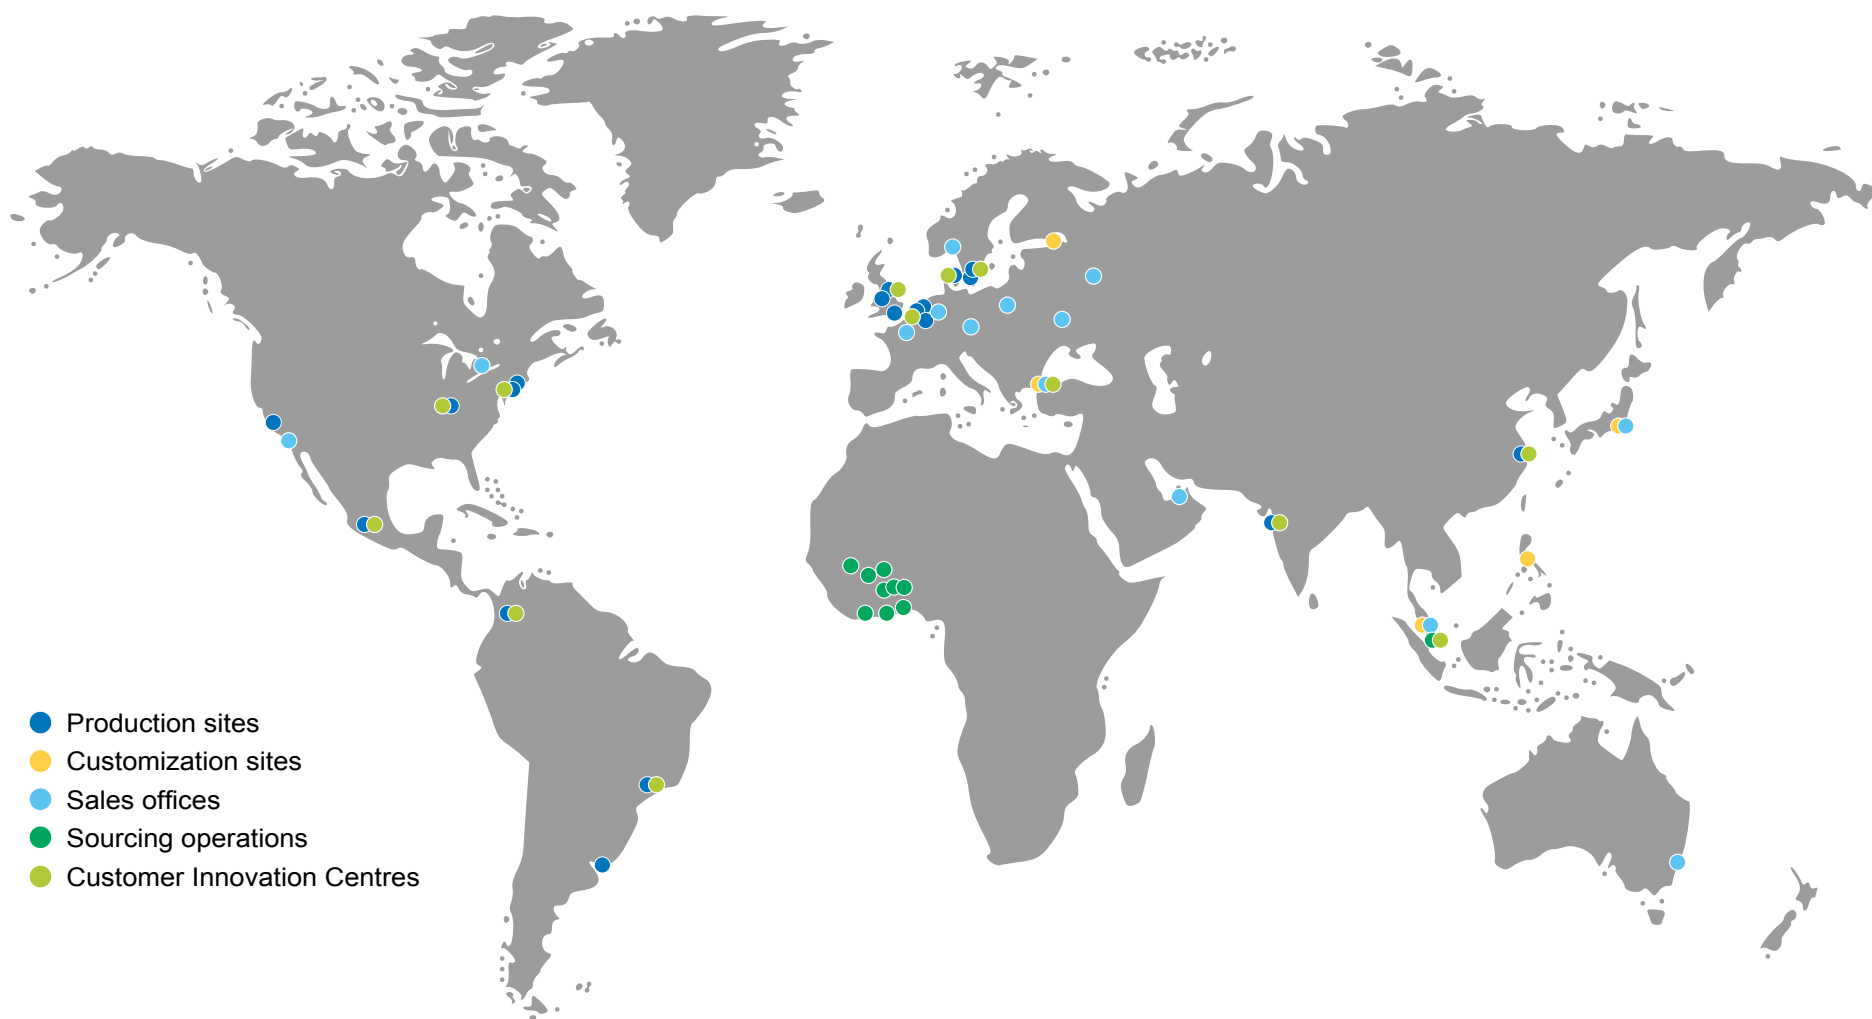 Production sites
Customization sites
Sales offices
Sourcing operations
Customer Innovation Centres